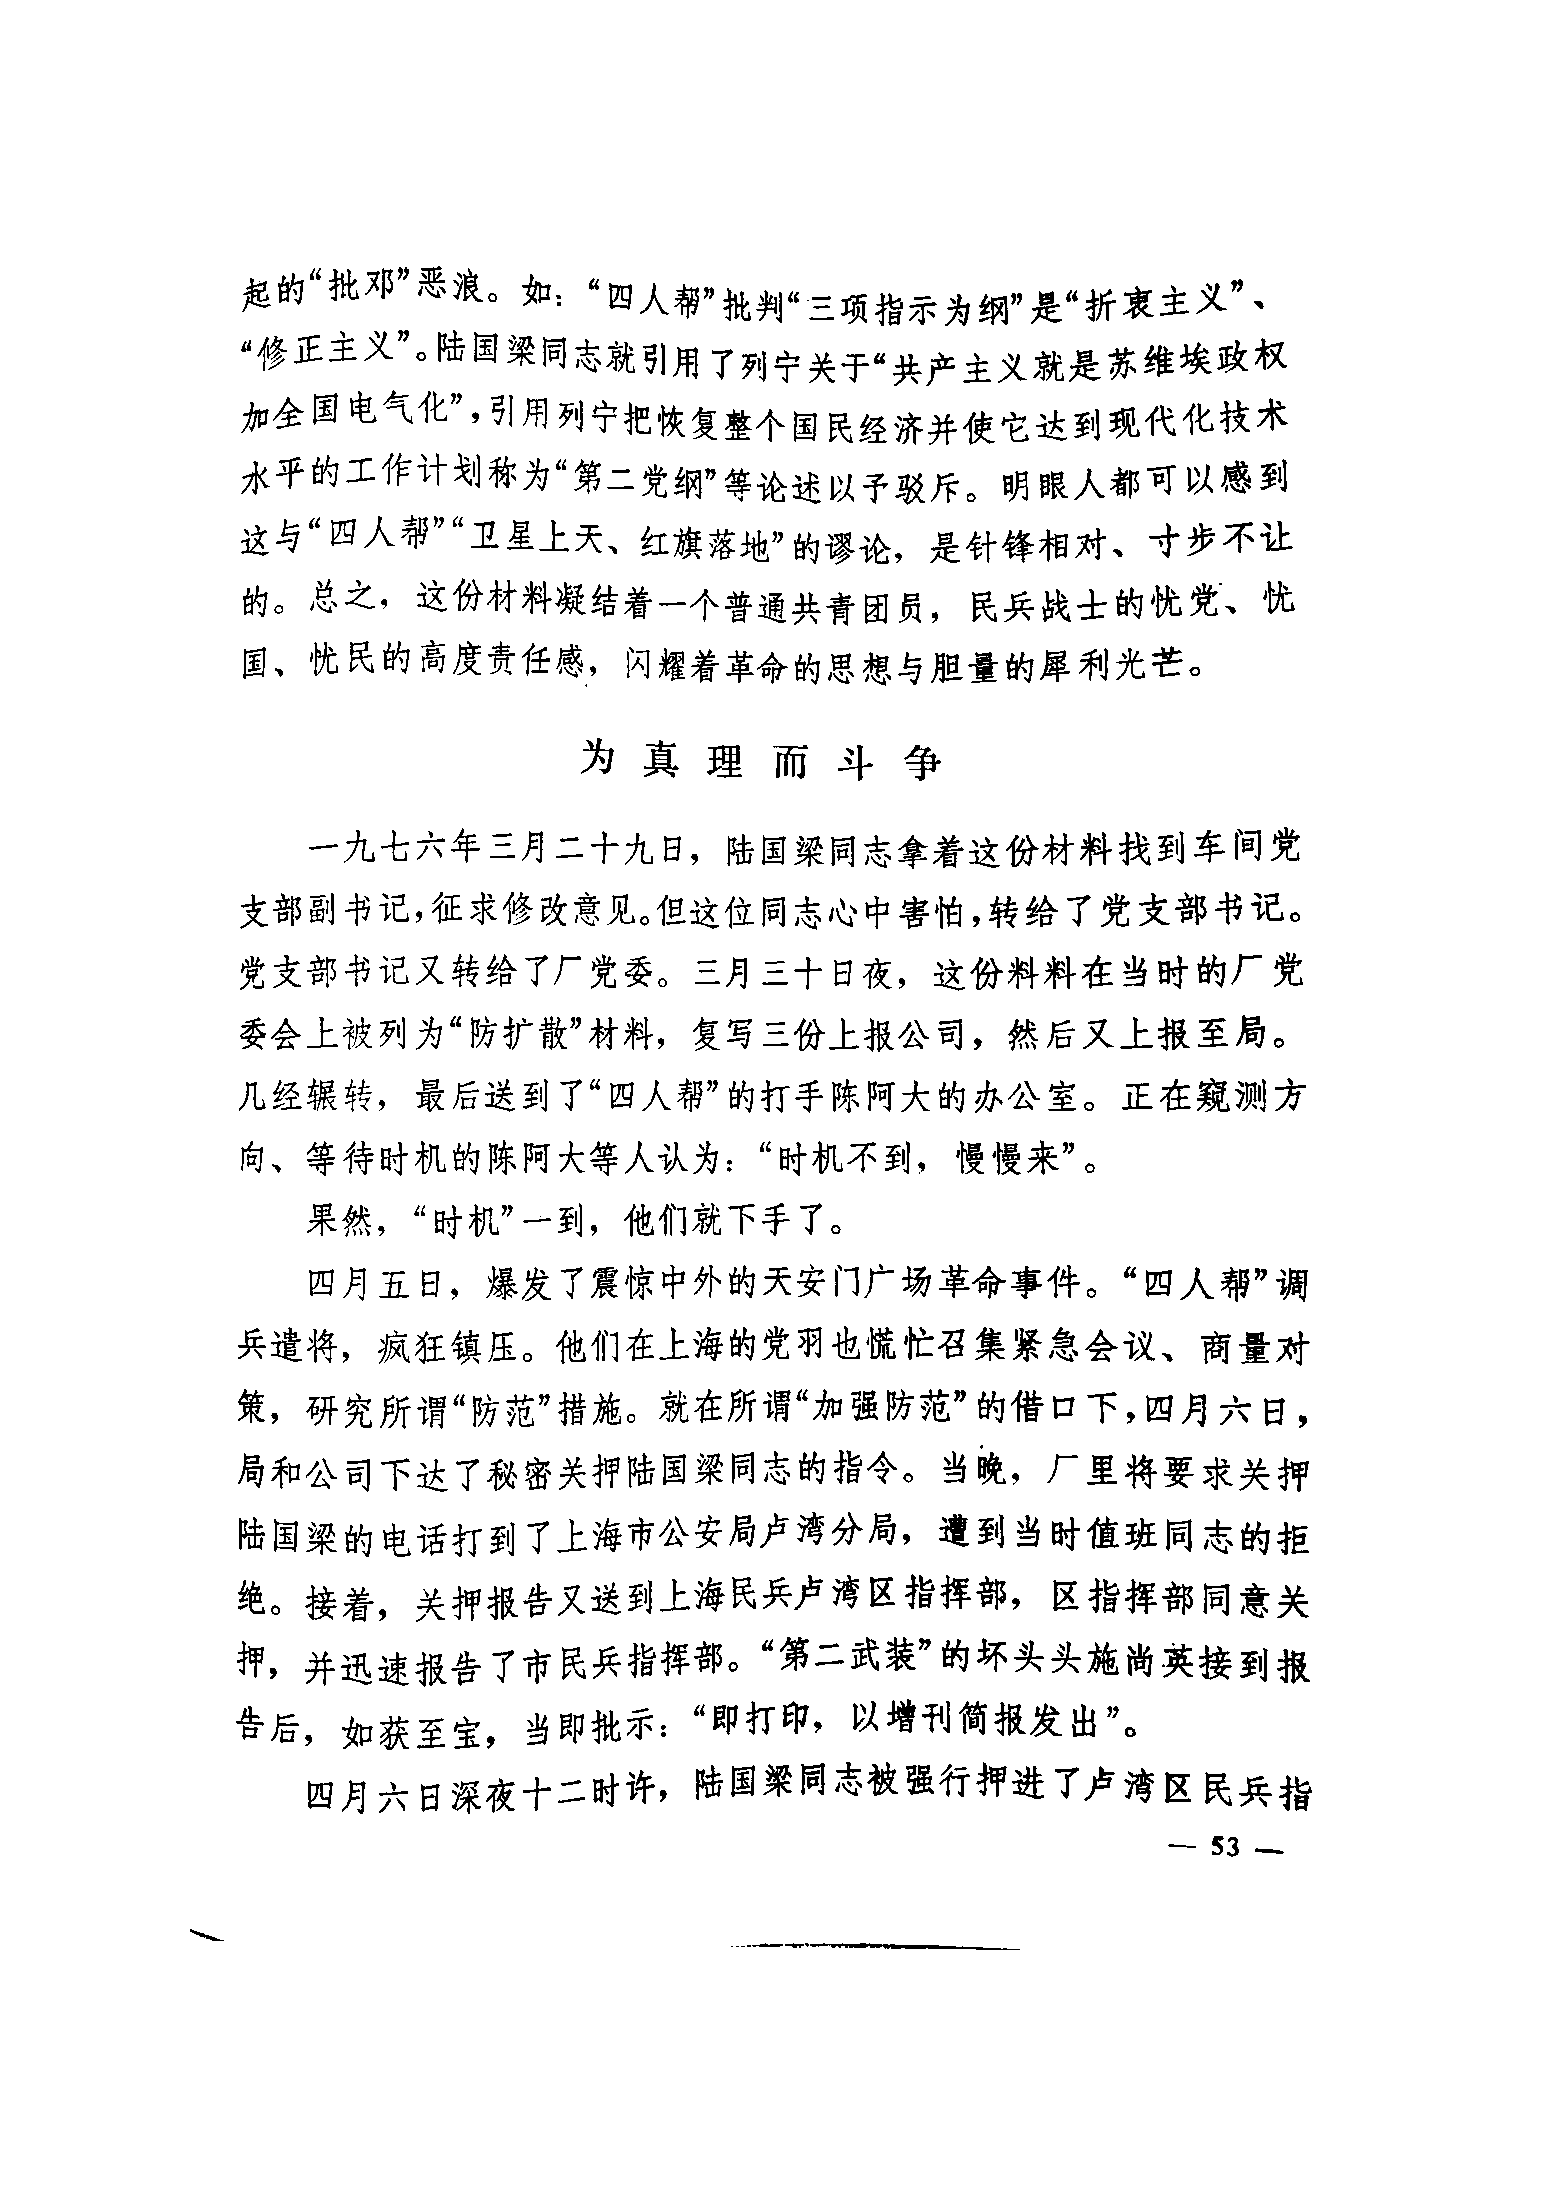 起的“批邓”恶浪。如：“四人帮”批判“三项指示为纲”是“折衷主义”、
“修正主义”。陆国梁同志就引用了列宁关于“共产主义就是苏维埃政权
加全国电气化”，引用列宁把恢复整个国民经济并使它达到现代化技术
水平的工作计划称为“第二党纲”等论述以予驳斥。明眼人都可以感到
这与“四人帮”“卫星上天、红旗落地”的谬论，是针锋相对、寸步不让
的。总之，这份材料凝结着一个普通共青团员，民兵战士的忧党、忧
国、忧民的高度责任感，闪耀着革命的思想与胆量的犀利光芒。
为真理而斗争
一九七六年三月二十九日，陆国梁同志拿着这份材料找到车间党
支部副书记，征求修改意见。但这位同志心中害怕，转给了党支部书记。
党支部书记又转给了厂党委。三月三十日夜，这份料料在当时的厂党
委会上被列为“防扩散”材料，复写三份上报公司，然后又上报至局。
几经辗转，最后送到了“四人帮”的打手陈阿大的办公室。正在窥测方
向、等待时机的陈阿大等人认为：“时机不到，慢慢来”。
果然，“时机”一到，他们就下手了。
四月五日，爆发了震惊中外的天安门广场革命事件。“四人帮”调
兵遣将，疯狂镇压。他们在上海的党羽也慌忙召集紧急会议、商量对
策，研究所谓“防范”措施。就在所谓“加强防范”的借口下，四月六日，
局和公司下达了秘密关押陆国梁同志的指令。当晚，厂里将要求关押
陆国梁的电话打到了上海市公安局卢湾分局，遭到当时值班同志的拒
绝。接着，关押报告又送到上海民兵卢湾区指挥部，区指挥部同意关
押，并迅速报告了市民兵指挥部。“第二武装”的坏头头施尚英接到报
告后，如获至宝，当即批示：“即打印，以增刊简报发出”。
四月六日深夜十二时许，陆国梁同志被强行押进了卢湾区民兵指
— 53 —